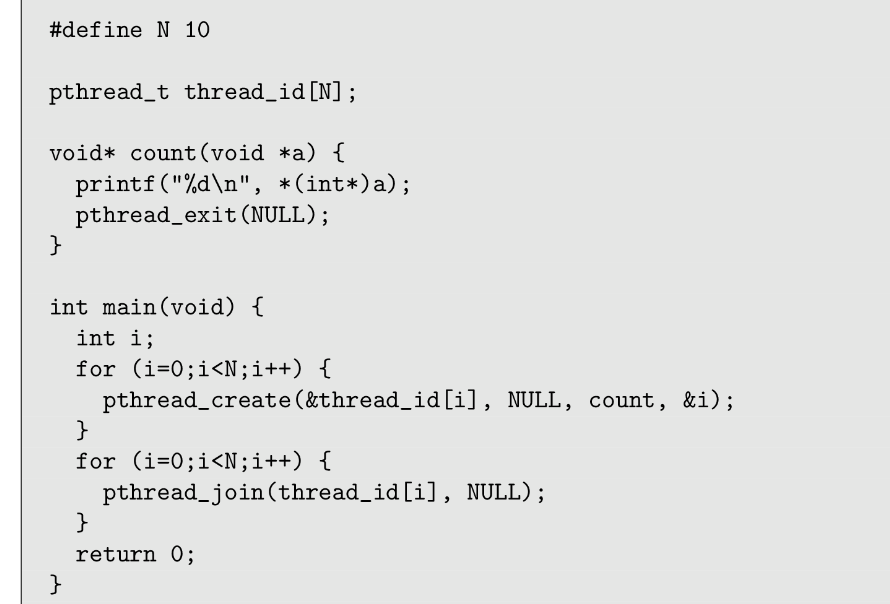 #define N 10
pthread_t thread_id[N];
void* count(void *a) {
printf("%d\n", *(int*)a);
pthread_exit(NULL);
}
int main(void) {
int i;
for (i=0;i<N;i++) {
pthread_create(&thread_id[i], NULL, count, &i);
}
for (i=0;i<N;i++) {
pthread_join(thread_id[i], NULL);
}
return 0;
}